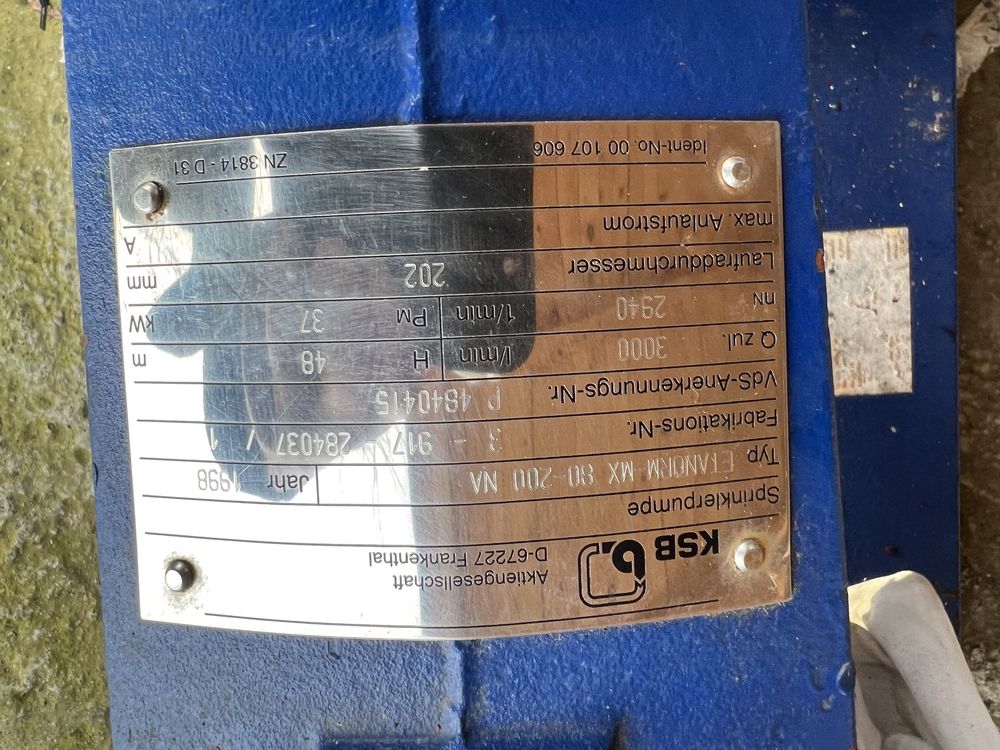 KSB
Aktiengesellschaft
D-67227 Frankenthal
Sprinklerpumpe
Typ ETANORM MX 80-200 NA Jahr 1998
Fabrikations-Nr. 3 - 917 - 284037 / 1
VdS-Anerkennungs-Nr. P 4840415
Q zul. 3000 l/min H 48 m
nN 2940 1/min PM 37 kW
Laufraddurchmesser 202 mm
max. Anlaufstrom A
Ident-No. 00 107 606 ZN 3814 - D 31